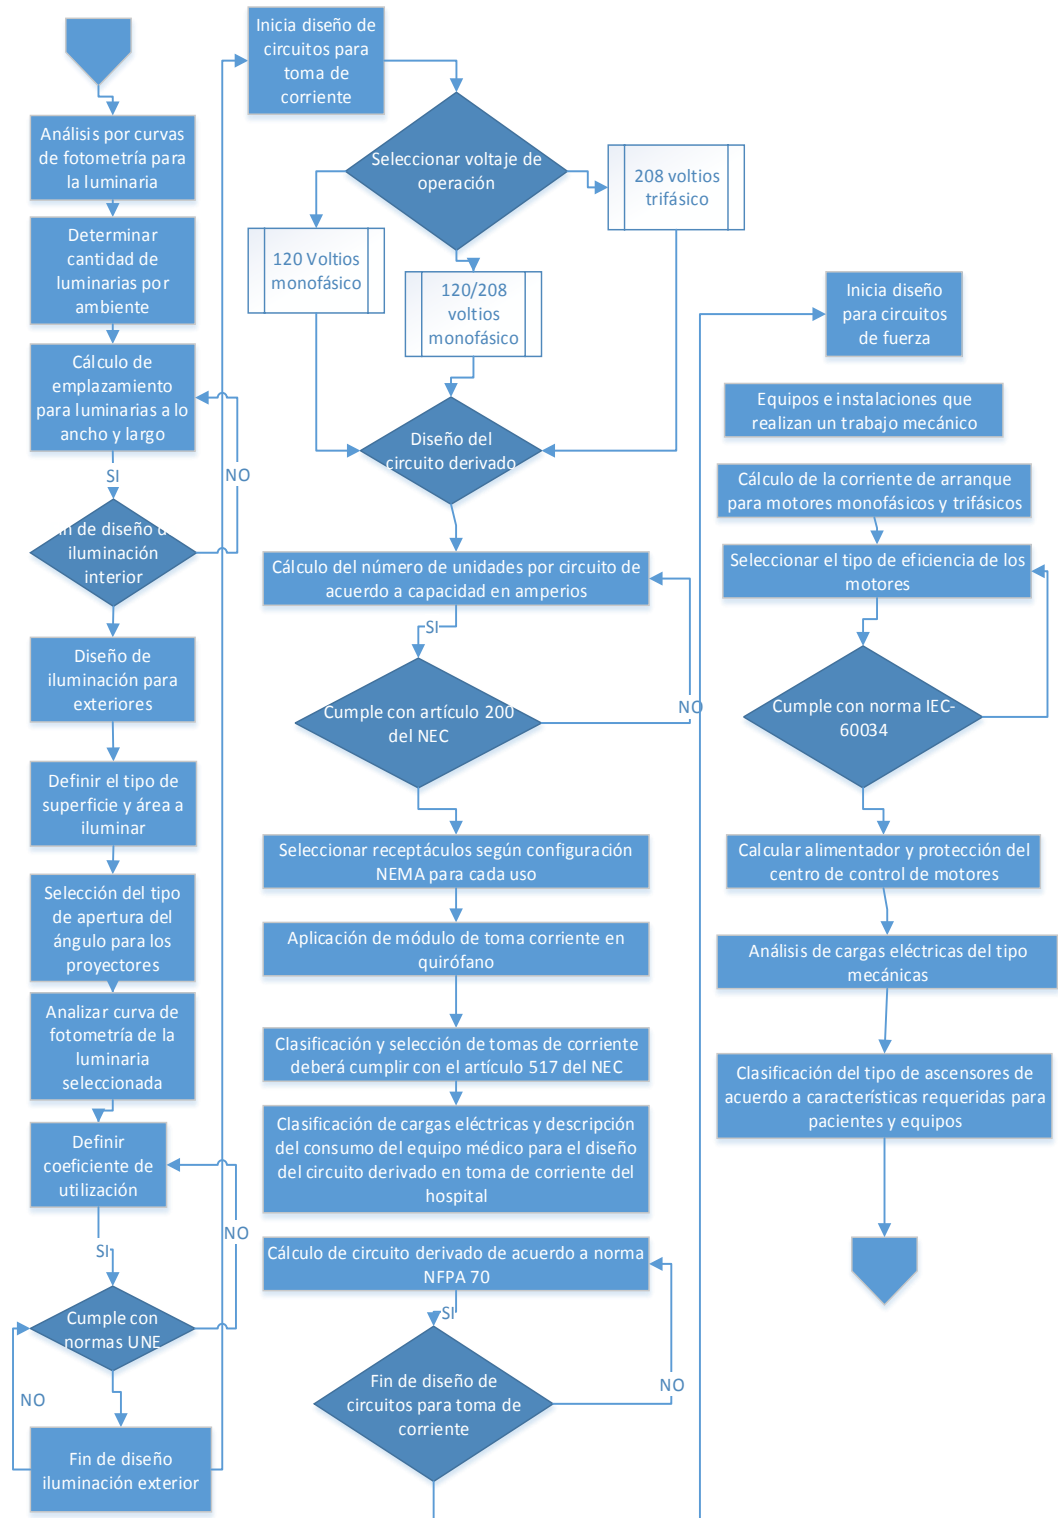 Análisis por curvas
de fotometría para
la luminaria
Determinar
cantidad de
luminarias por
ambiente
Cálculo de
emplazamiento
para luminarias a lo
ancho y largo
SI
NO
de diseño
iluminación
interior
Diseño de
iluminación para
exteriores
Definir el tipo de
superficie y área a
iluminar
Selección del tipo
de apertura del
ángulo para los
proyectores
Analizar curva de
fotometría de la
luminaria
seleccionada
Definir
coeficiente de
utilización
SI
NO
Cumple con
normas UNE
NO
Fin de diseño
iluminación exterior
Inicia diseño de
circuitos para
toma de
corriente
Seleccionar voltaje de
operación
120 Voltios
monofásico
120/208
voltios
monofásico
208 voltios
trifásico
Diseño del
circuito derivado
Cálculo del número de unidades por circuito de
acuerdo a capacidad en amperios
SI
Cumple con artículo 200
del NEC
NO
Seleccionar receptáculos según configuración
NEMA para cada uso
Aplicación de módulo de toma corriente en
quirófano
Clasificación y selección de tomas de corriente
deberá cumplir con el artículo 517 del NEC
Clasificación de cargas eléctricas y descripción
del consumo del equipo médico para el diseño
del circuito derivado en toma de corriente del
hospital
Cálculo de circuito derivado de acuerdo a norma
NFPA 70
SI
Fin de diseño de
circuitos para toma de
corriente
NO
Inicia diseño
para circuitos
de fuerza
Equipos e instalaciones que
realizan un trabajo mecánico
Cálculo de la corriente de arranque
para motores monofásicos y trifásicos
Seleccionar el tipo de eficiencia de los
motores
Cumple con norma IEC-
60034
Calcular alimentador y protección del
centro de control de motores
Análisis de cargas eléctricas del tipo
mecánicas
Clasificación del tipo de ascensores de
acuerdo a características requeridas para
pacientes y equipos